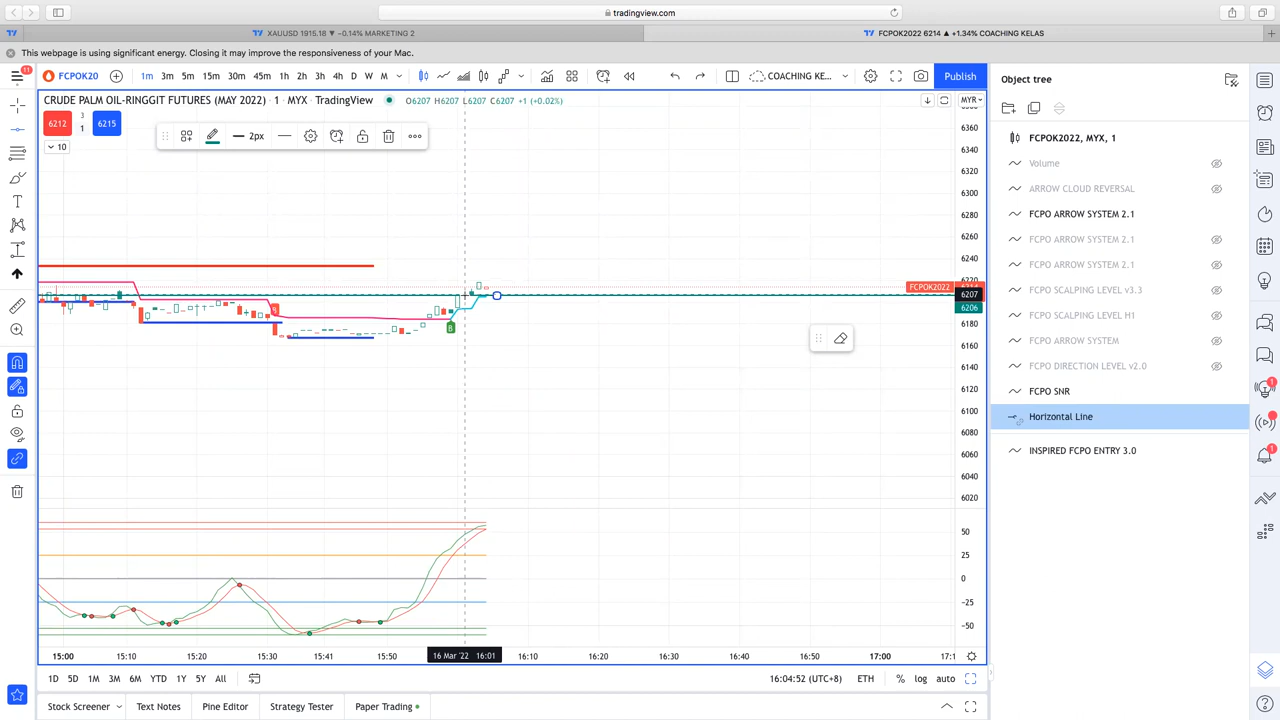 tradingview.com
XAUUSD 1915.18 ▼ −0.14% MARKETING 2
FCPOK2022 6214 ▲ +1.34% COACHING KELAS
This webpage is using significant energy. Closing it may improve the responsiveness of your Mac.
11
FCPOK20
1m 3m 5m 15m 30m 45m 1h 2h 3h 4h D W M
COACHING KE...
Publish
Object tree
CRUDE PALM OIL-RINGGIT FUTURES (MAY 2022) · 1 · MYX · TradingView
O6207 H6207 L6207 C6207 +1 (+0.02%)
MYR
6212
3
1
6215
2px
10
6360
6340
6320
6300
6280
6260
6240
6220
FCPOK2022
6207
6206
6180
6160
6140
6120
6100
6080
6060
6040
6020
B
50
25
0
−25
−50
FCPOK2022, MYX, 1
Volume
ARROW CLOUD REVERSAL
FCPO ARROW SYSTEM 2.1
FCPO ARROW SYSTEM 2.1
FCPO ARROW SYSTEM 2.1
FCPO SCALPING LEVEL v3.3
FCPO SCALPING LEVEL H1
FCPO ARROW SYSTEM
FCPO DIRECTION LEVEL v2.0
FCPO SNR
Horizontal Line
INSPIRED FCPO ENTRY 3.0
1
1
15:00 15:10 15:20 15:30 15:41 15:50 16 Mar '22 16:01 16:10 16:20 16:30 16:40 16:50 17:00 17:1
1D 5D 1M 3M 6M YTD 1Y 5Y All
16:04:52 (UTC+8) ETH % log auto
Stock Screener Text Notes Pine Editor Strategy Tester Paper Trading